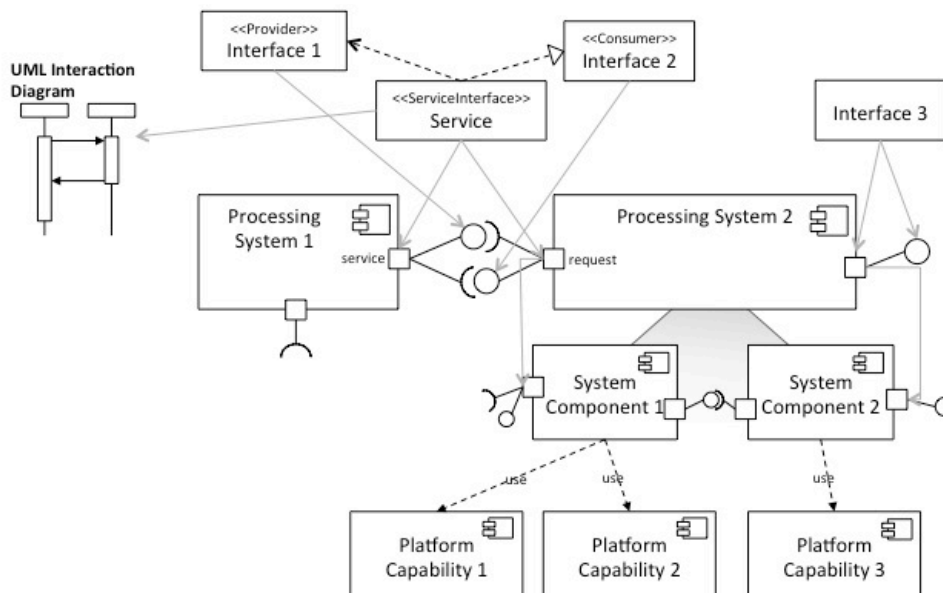 <<Provider>>
Interface 1
<<Consumer>>
Interface 2
UML Interaction
Diagram
<<ServiceInterface>>
Service
Interface 3
Processing
System 1
Processing System 2
service
request
System
Component 1
System
Component 2
use
use
use
Platform
Capability 1
Platform
Capability 2
Platform
Capability 3